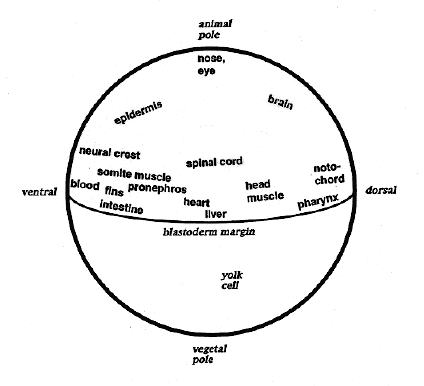 animal
pole
nose,
eye
brain
epidermis
neural crest
spinal cord
somite muscle
noto-
chord
ventral
blood
fins
pronephros
head
muscle
dorsal
intestine
heart
pharynx
liver
blastoderm margin
yolk
cell
vegetal
pole